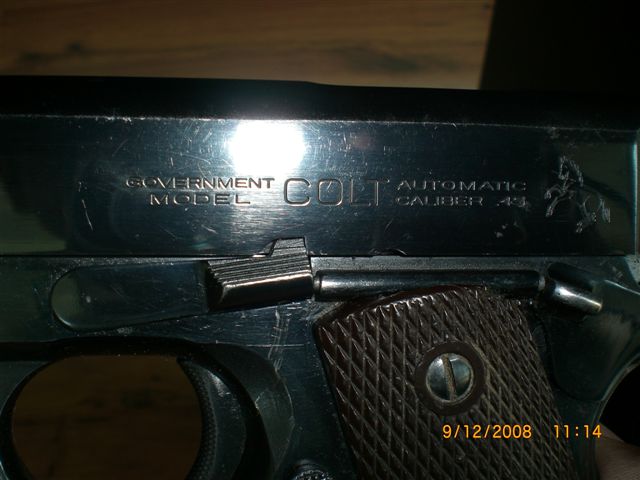 GOVERNMENT COLT AUTOMATIC
MODEL CALIBER .45
9/12/2008 11:14